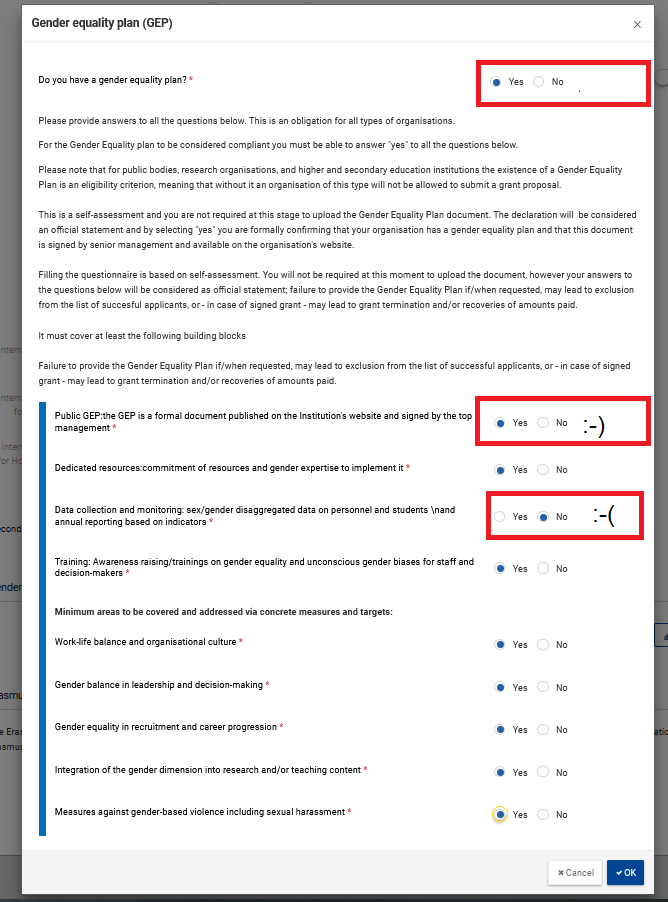 Gender equality plan (GEP)
×
Do you have a gender equality plan? *
Yes No
Please provide answers to all the questions below. This is an obligation for all types of organisations.
For the Gender Equality plan to be considered compliant you must be able to answer "yes" to all the questions below.
Please note that for public bodies, research organisations, and higher and secondary education institutions the existence of a Gender Equality
Plan is an eligibility criterion, meaning that without it an organisation of this type will not be allowed to submit a grant proposal.
This is a self-assessment and you are not required at this stage to upload the Gender Equality Plan document. The declaration will be considered
an official statement and by selecting "yes" you are formally confirming that your organisation has a gender equality plan and that this document
is signed by senior management and available on the organisation's website.
Filling the questionnaire is based on self-assessment. You will not be required at this moment to upload the document, however your answers to
the questions below will be considered as official statement; failure to provide the Gender Equality Plan if/when requested, may lead to exclusion
from the list of succesful applicants, or - in case of signed grant - may lead to grant termination and/or recoveries of amounts paid.
It must cover at least the following building blocks
Failure to provide the Gender Equality Plan if/when requested, may lead to exclusion from the list of successful applicants, or - in case of signed
grant - may lead to grant termination and/or recoveries of amounts paid.
Public GEP:the GEP is a formal document published on the Institution's website and signed by the top
management *
Yes No :-)
Dedicated resources:commitment of resources and gender expertise to implement it *
Yes No
Data collection and monitoring: sex/gender disaggregated data on personnel and students \nand
annual reporting based on indicators *
Yes No :-(
Training: Awareness raising/trainings on gender equality and unconscious gender biases for staff and
decision-makers *
Yes No
Minimum areas to be covered and addressed via concrete measures and targets:
Work-life balance and organisational culture *
Yes No
Gender balance in leadership and decision-making *
Yes No
Gender equality in recruitment and career progression *
Yes No
Integration of the gender dimension into research and/or teaching content *
Yes No
Measures against gender-based violence including sexual harassment *
Yes No
× Cancel
OK